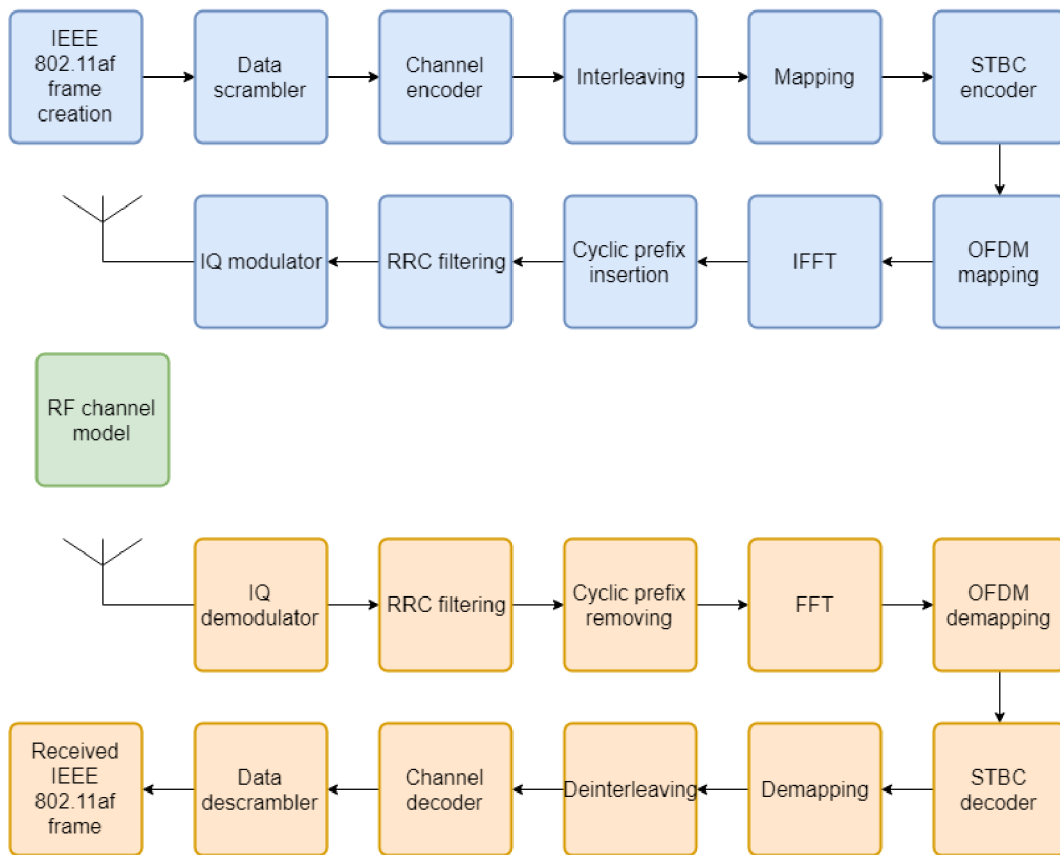 IEEE
802.11af
frame
creation
Data
scrambler
Channel
encoder
Interleaving
Mapping
STBC
encoder
IQ modulator
RRC filtering
Cyclic prefix
insertion
IFFT
OFDM
mapping
RF channel
model
IQ
demodulator
RRC filtering
Cyclic prefix
removing
FFT
OFDM
demapping
Received
IEEE
802.11af
frame
Data
descrambler
Channel
decoder
Deinterleaving
Demapping
STBC
decoder